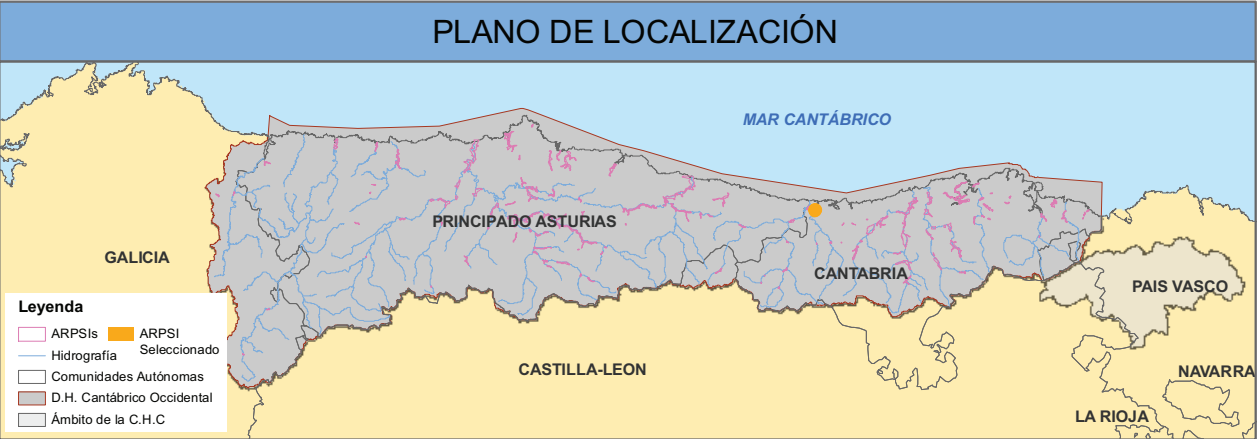 PLANO DE LOCALIZACIÓN
MAR CANTÁBRICO
PRINCIPADO ASTURIAS
GALICIA
CANTABRIA
PAIS VASCO
CASTILLA-LEON
NAVARRA
LA RIOJA
Leyenda
ARPSIs
ARPSI
Seleccionado
Hidrografía
Comunidades Autónomas
D.H. Cantábrico Occidental
Ámbito de la C.H.C